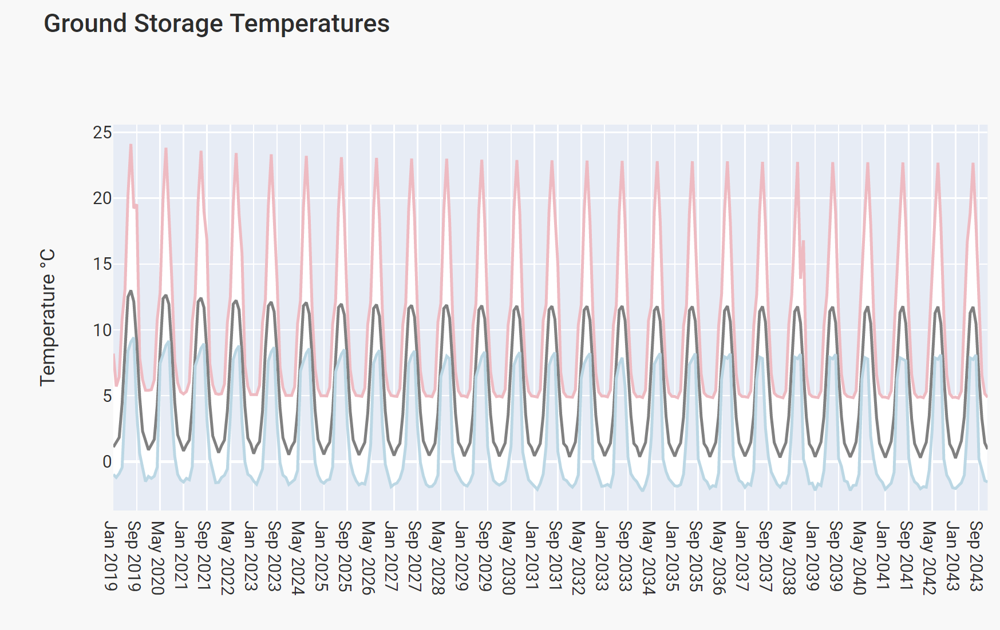 Ground Storage Temperatures
Temperature °C
25
20
15
10
5
0
Jan 2019
Sep 2019
May 2020
Jan 2021
Sep 2021
May 2022
Jan 2023
Sep 2023
May 2024
Jan 2025
Sep 2025
May 2026
Jan 2027
Sep 2027
May 2028
Jan 2029
Sep 2029
May 2030
Jan 2031
Sep 2031
May 2032
Jan 2033
Sep 2033
May 2034
Jan 2035
Sep 2035
May 2036
Jan 2037
Sep 2037
May 2038
Jan 2039
Sep 2039
May 2040
Jan 2041
Sep 2041
May 2042
Jan 2043
Sep 2043